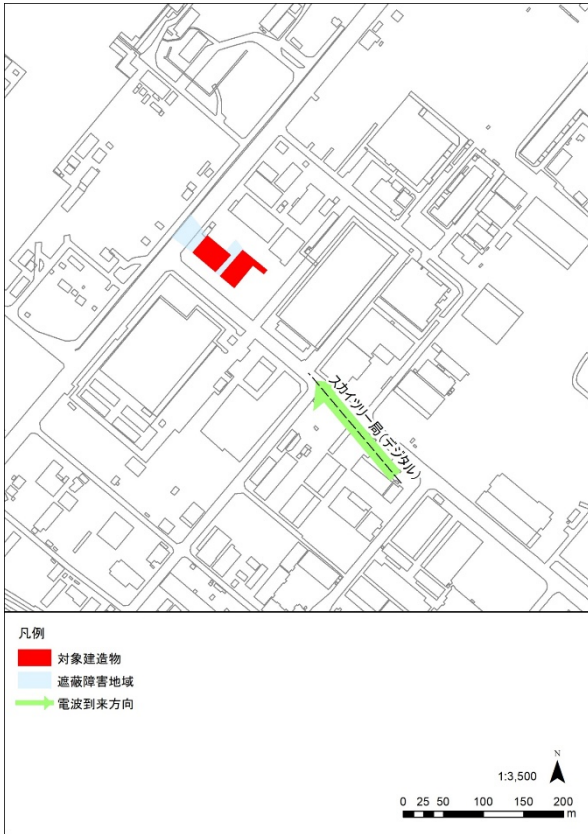 スカイツリー局(デジタル)
凡例
対象建造物
遮蔽障害地域
電波到来方向
N
1:3,500
0 25 50 100 150 200
m